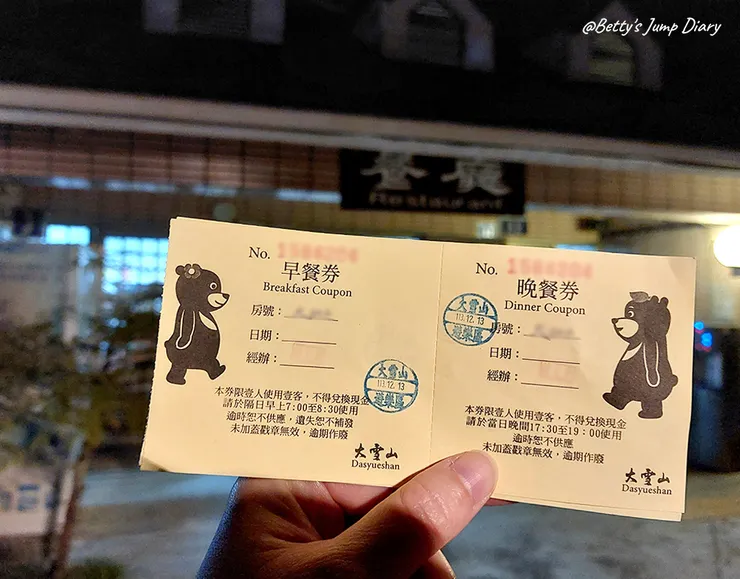 @Betty's Jump Diary
餐廳
Restaurant
No.
早餐券
Breakfast Coupon
房號：
日期：
經辦：
大雪山
12.13
遊樂區
本券限壹人使用壹客，不得兌換現金
請於隔日早上7:00至8:30使用
逾時恕不供應，遺失恕不補發
未加蓋戳章無效，逾期作廢
大雪山
Dasyueshan
No.
晚餐券
Dinner Coupon
大雪山
12.13
遊樂區
房號：
日期：
經辦：
本券限壹人使用壹客，不得兌換現金
請於當日晚間17:30至19：00使用
逾時恕不供應
未加蓋戳章無效，逾期作廢
大雪山
Dasyueshan